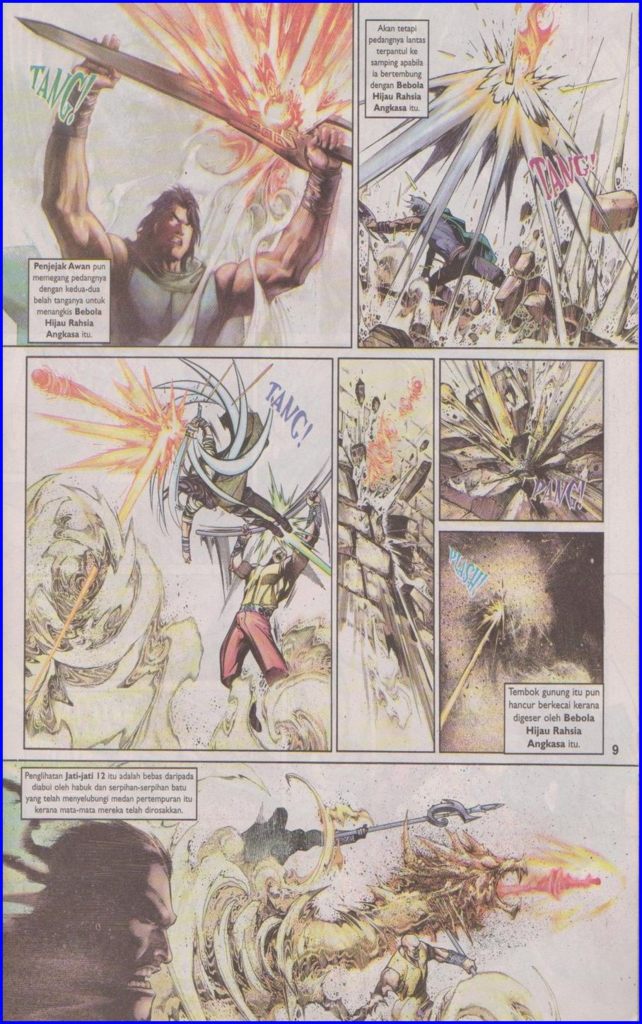 TANG!
Penjejak Awan pun
memegang pedangnya
dengan kedua-dua
belah tanganya untuk
menangkis Bebola
Hijau Rahsia
Angkasa itu.
Akan tetapi
pedangnya lantas
terpantul ke
samping apabila
ia bertembung
dengan Bebola
Hijau Rahsia
Angkasa itu.
TANG!
TANG!
PANG!
Tembok gunung itu pun
hancur berkecai kerana
digeser oleh Bebola
Hijau Rahsia
Angkasa itu.
9
Penglihatan Jati-jati 12 itu adalah bebas daripada
diabui oleh habuk dan serpihan-serpihan batu
yang telah menyelubungi medan pertempuran itu
kerana mata-mata mereka telah dirosakkan.